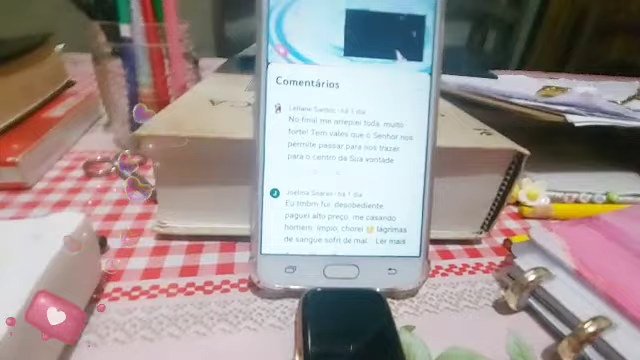 Comentários
Leliane Santos · há 1 dia
No final me arrepiei toda, muito
forte! Tem vales que o Senhor nos
permite passar para nos trazer
para o centro da Sua vontade
J
Joelma Soares · há 1 dia
Eu tmbm fui desobediente
paguei alto preço, me casando
homem ímpio, chorei 😢 lágrimas
de sangue sofri de mal... Ler mais